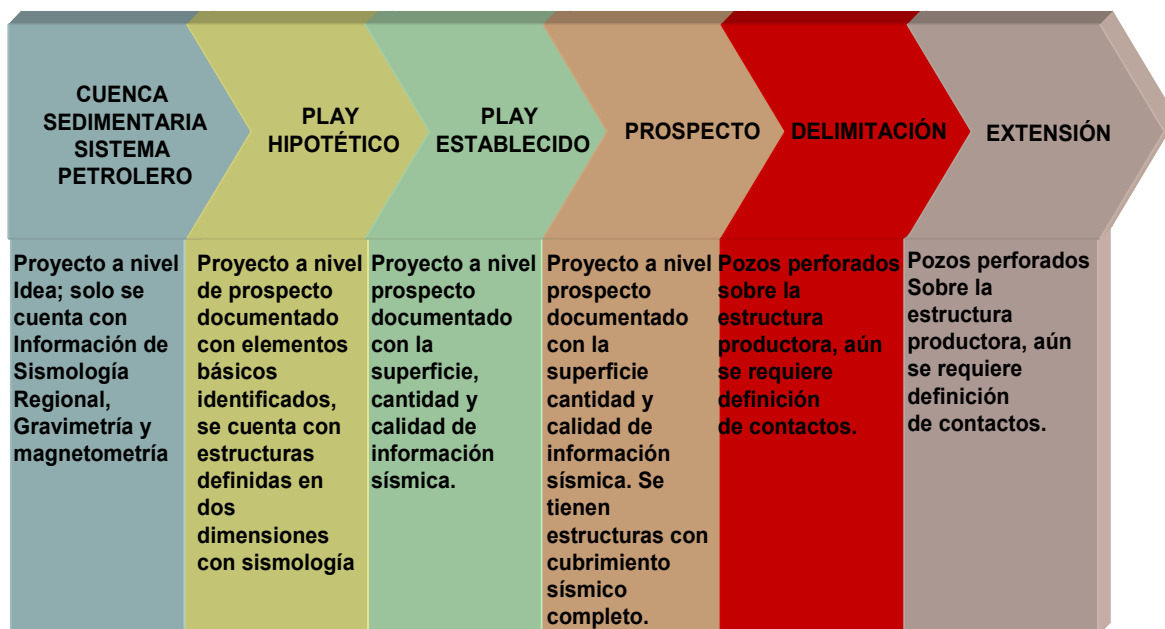 CUENCA
SEDIMENTARIA
SISTEMA
PETROLERO
PLAY
HIPOTÉTICO
PLAY
ESTABLECIDO
PROSPECTO
DELIMITACIÓN
EXTENSIÓN
Proyecto a nivel
Idea; solo se
cuenta con
Información de
Sismología
Regional,
Gravimetría y
magnetometría
Proyecto a nivel
de prospecto
documentado
con elementos
básicos
identificados,
se cuenta con
estructuras
definidas en
dos
dimensiones
con sismología
Proyecto a nivel
prospecto
documentado
con la
superficie,
cantidad y
calidad de
información
sísmica.
Proyecto a nivel
prospecto
documentado
con la
superficie
cantidad y
calidad de
información
sísmica. Se
tienen
estructuras con
cubrimiento
sísmico
completo.
Pozos perforados
sobre la
estructura
productora, aún
se requiere
definición
de contactos.
Pozos perforados
Sobre la
estructura
productora, aún
se requiere
definición
de contactos.